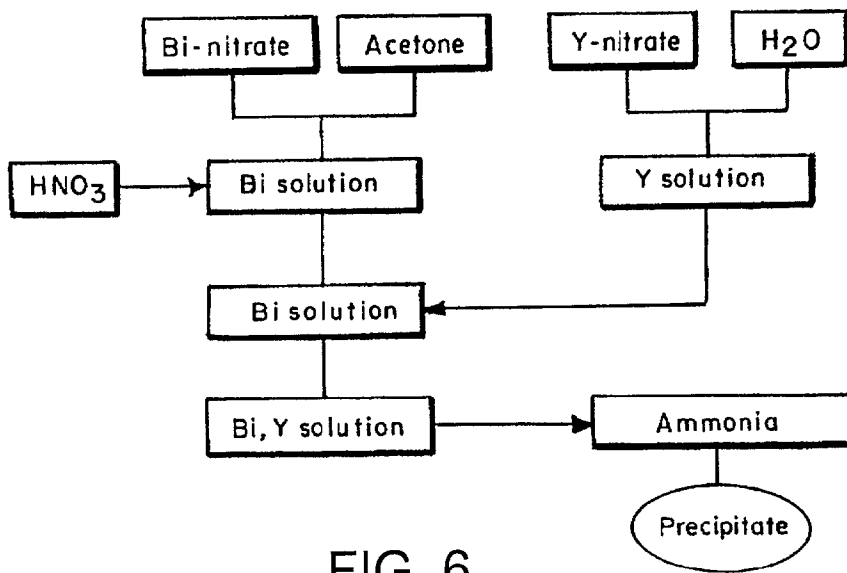 Bi-nitrate
Acetone
Y-nitrate
H2O
HNO3
Bi solution
Y solution
Bi solution
Bi, Y solution
Ammonia
Precipitate
FIG. 6